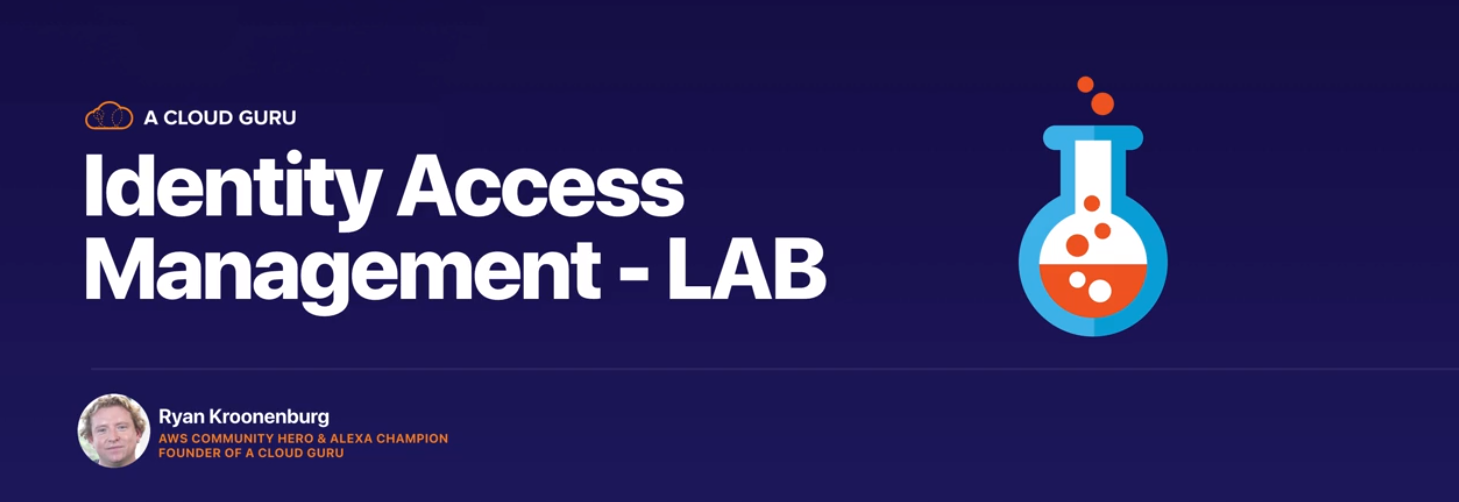 A CLOUD GURU
Identity Access
Management - LAB
Ryan Kroonenburg
AWS COMMUNITY HERO & ALEXA CHAMPION
FOUNDER OF A CLOUD GURU